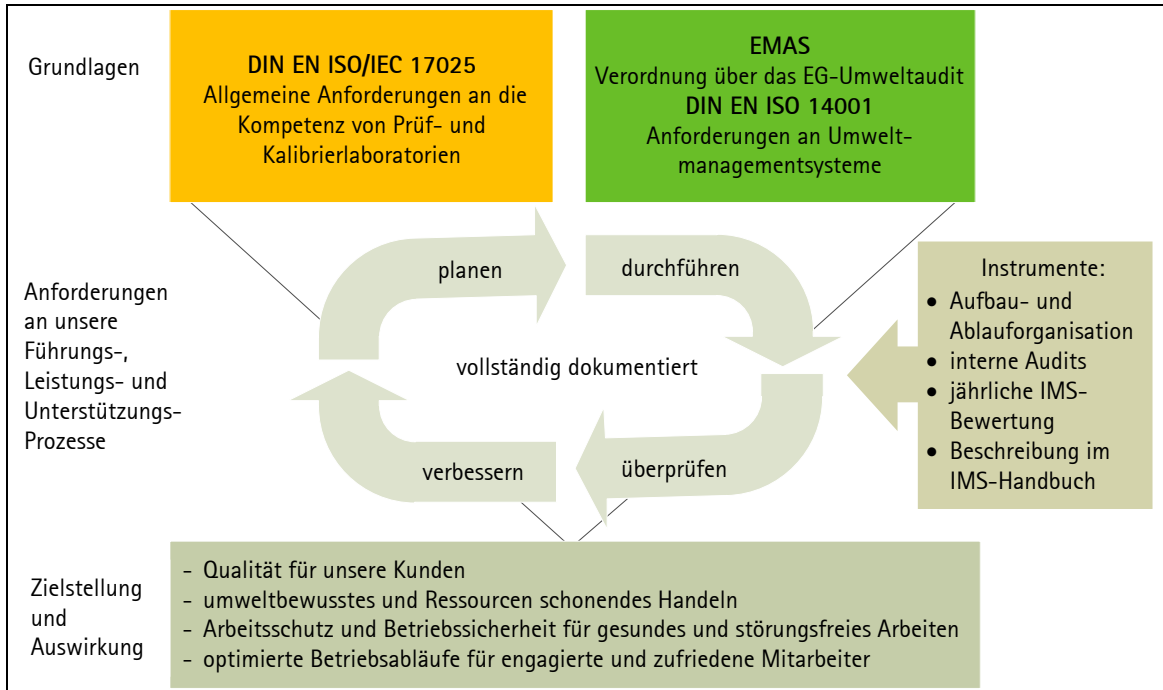 Grundlagen
DIN EN ISO/IEC 17025
Allgemeine Anforderungen an die
Kompetenz von Prüf- und
Kalibrierlaboratorien
EMAS
Verordnung über das EG-Umweltaudit
DIN EN ISO 14001
Anforderungen an Umwelt-
managementsysteme
Anforderungen
an unsere
Führungs-,
Leistungs- und
Unterstützungs-
Prozesse
planen
durchführen
vollständig dokumentiert
verbessern
überprüfen
Instrumente:
• Aufbau- und
Ablauforganisation
• interne Audits
• jährliche IMS-
Bewertung
• Beschreibung im
IMS-Handbuch
Zielstellung
und
Auswirkung
- Qualität für unsere Kunden
- umweltbewusstes und Ressourcen schonendes Handeln
- Arbeitsschutz und Betriebssicherheit für gesundes und störungsfreies Arbeiten
- optimierte Betriebsabläufe für engagierte und zufriedene Mitarbeiter